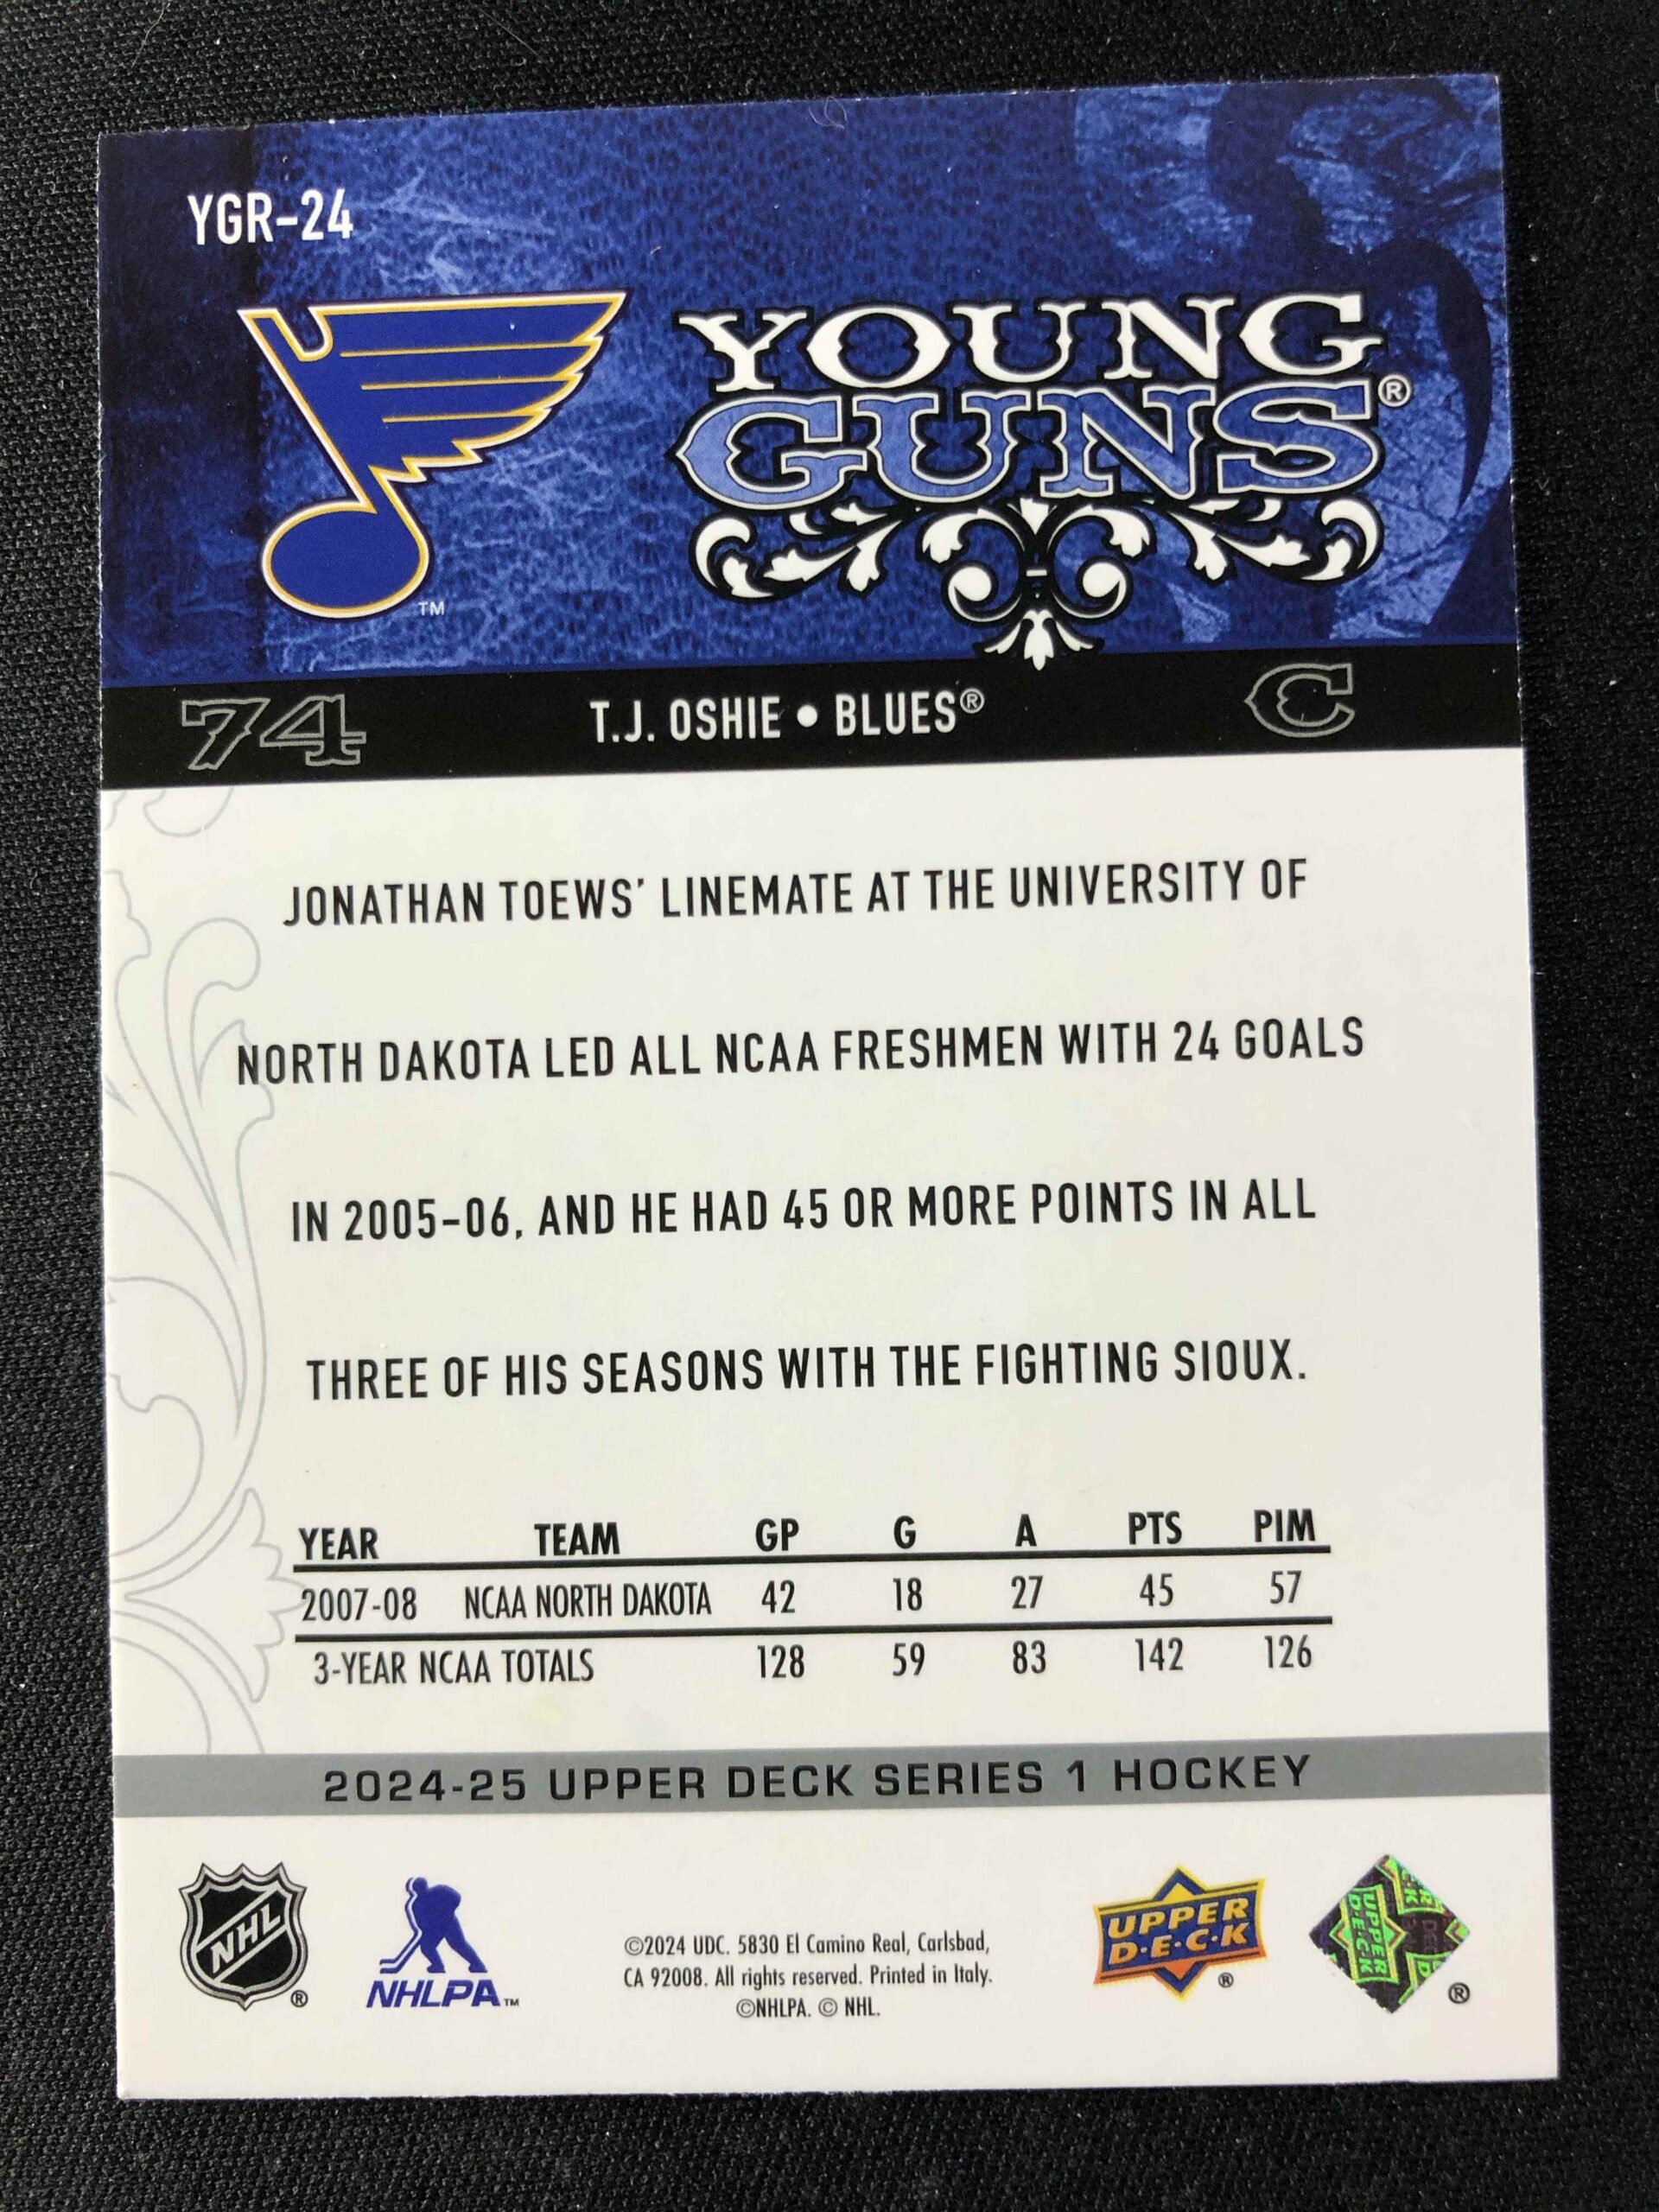 YGR-24
YOUNG
GUNS®
TM
74 T.J. OSHIE • BLUES® C
JONATHAN TOEWS' LINEMATE AT THE UNIVERSITY OF
NORTH DAKOTA LED ALL NCAA FRESHMEN WITH 24 GOALS
IN 2005-06, AND HE HAD 45 OR MORE POINTS IN ALL
THREE OF HIS SEASONS WITH THE FIGHTING SIOUX.
YEAR TEAM GP G A PTS PIM
2007-08 NCAA NORTH DAKOTA 42 18 27 45 57
3-YEAR NCAA TOTALS 128 59 83 142 126
2024-25 UPPER DECK SERIES 1 HOCKEY
NHL®
NHLPA™
©2024 UDC. 5830 El Camino Real, Carlsbad,
CA 92008. All rights reserved. Printed in Italy.
©NHLPA. © NHL.
UPPER
D·E·C·K
®
UPPER
D·E·C·K
®